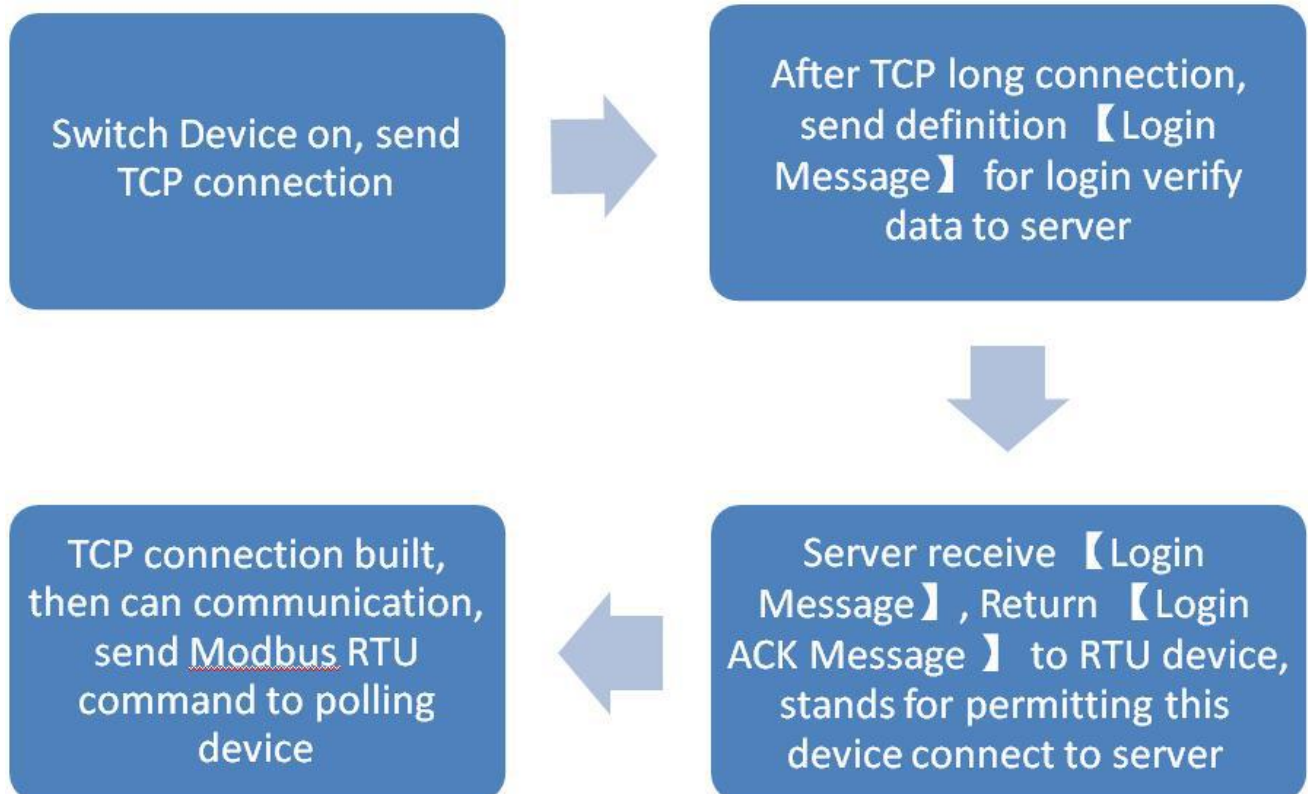 Switch Device on, send
TCP connection
After TCP long connection,
send definition 【Login
Message】 for login verify
data to server
Server receive 【Login
Message】, Return 【Login
ACK Message 】 to RTU device,
stands for permitting this
device connect to server
TCP connection built,
then can communication,
send Modbus RTU
command to polling
device